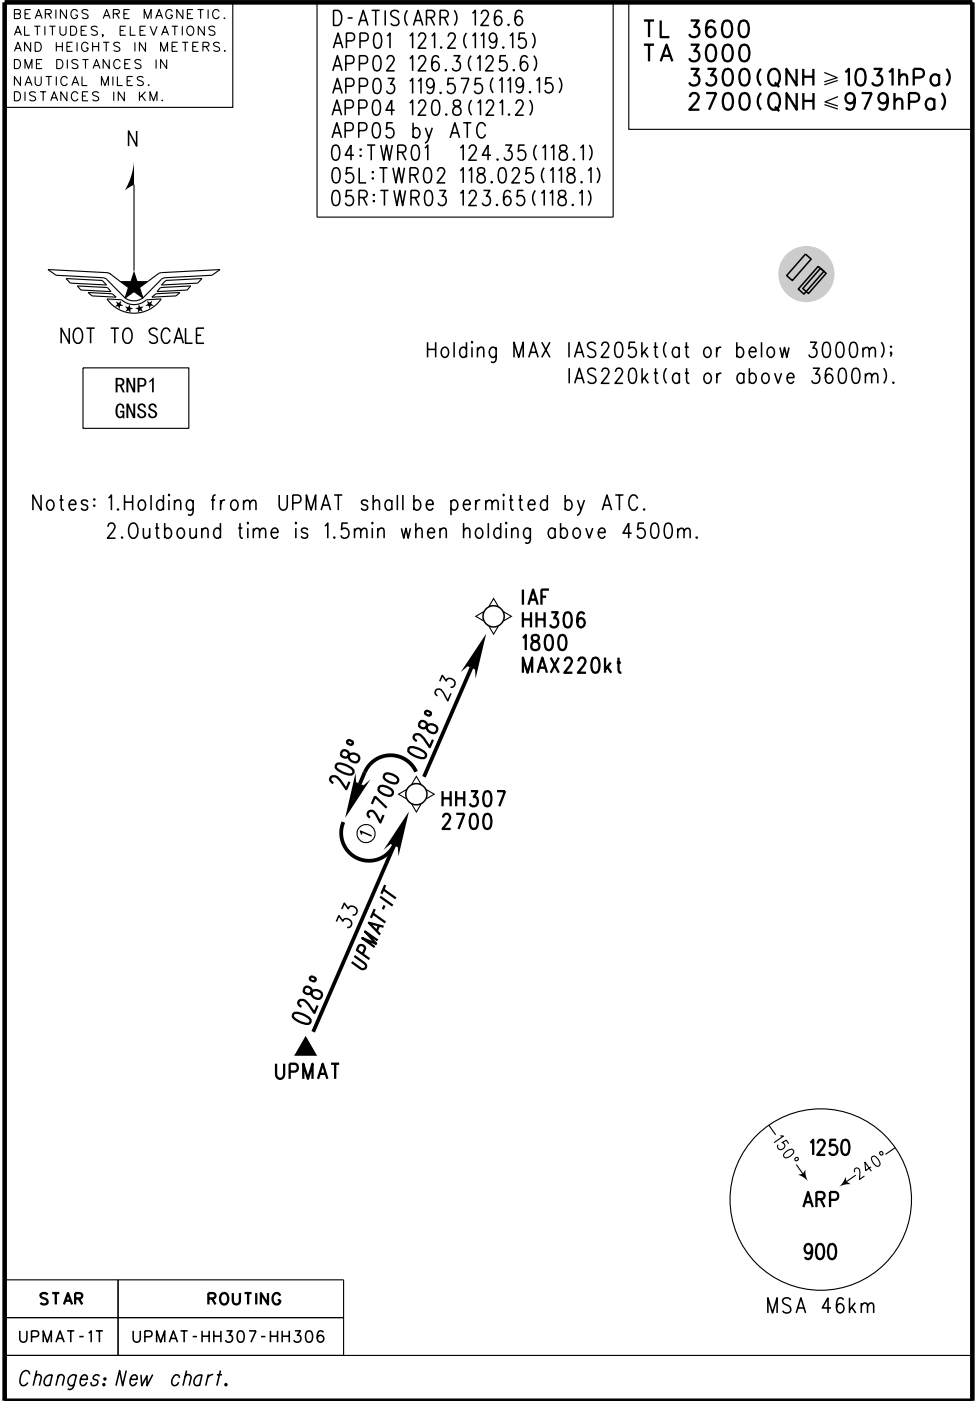 BEARINGS ARE MAGNETIC.
ALTITUDES, ELEVATIONS
AND HEIGHTS IN METERS.
DME DISTANCES IN
NAUTICAL MILES.
DISTANCES IN KM.
D-ATIS(ARR) 126.6
APP01 121.2(119.15)
APP02 126.3(125.6)
APP03 119.575(119.15)
APP04 120.8(121.2)
APP05 by ATC
04:TWR01 124.35(118.1)
05L:TWR02 118.025(118.1)
05R:TWR03 123.65(118.1)
TL 3600
TA 3000
3300(QNH≥1031hPa)
2700(QNH≤979hPa)
N
NOT TO SCALE
RNP1
GNSS
Holding MAX IAS205kt(at or below 3000m);
IAS220kt(at or above 3600m).
Notes: 1.Holding from UPMAT shall be permitted by ATC.
2.Outbound time is 1.5min when holding above 4500m.
IAF
HH306
1800
MAX220kt
028° 23
208°
①2700
HH307
2700
33
UPMAT-1T
028°
UPMAT
150°
1250
240°
ARP
900
MSA 46km
STAR ROUTING
UPMAT-1T UPMAT-HH307-HH306
Changes: New chart.